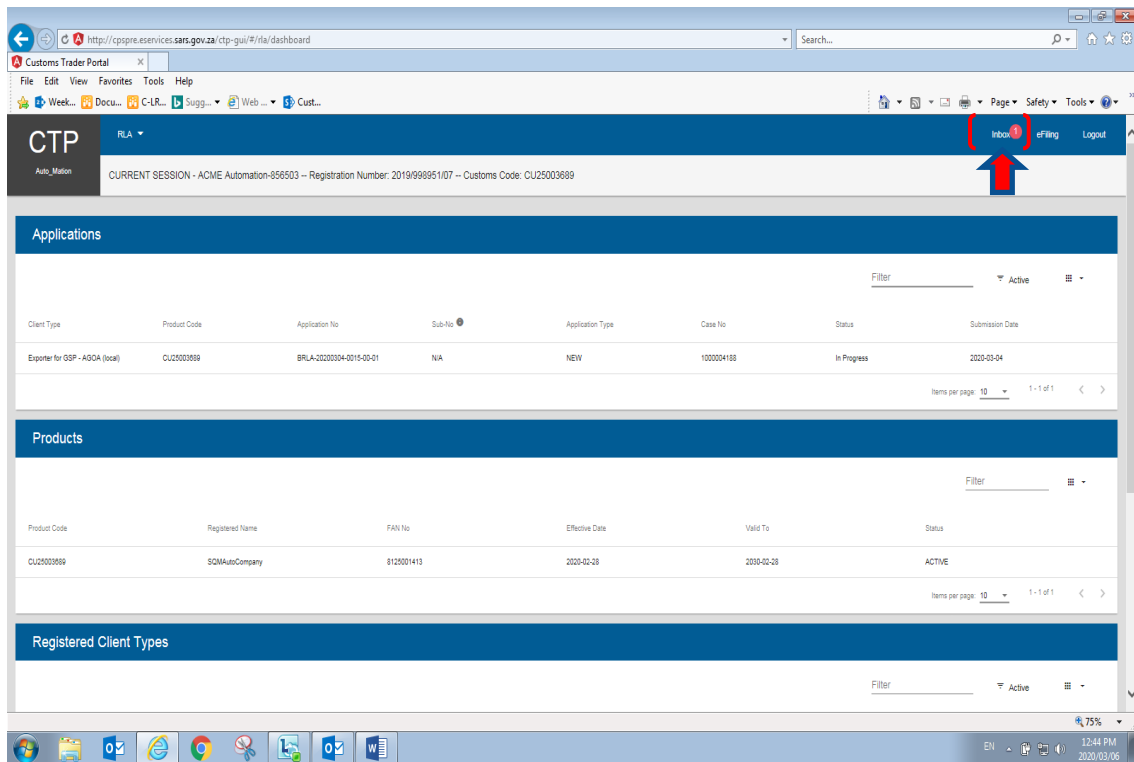 http://cpspre.eservices.sars.gov.za/ctp-gui/#/rla/dashboard
Search...
Customs Trader Portal
X
File Edit View Favorites Tools Help
Week... Docu... C-LR... Sugg... Web ... Cust...
Page Safety Tools
CTP
Auto_Mation
RLA
Inbox 1 eFiling Logout
CURRENT SESSION - ACME Automation-856503 -- Registration Number: 2019/998951/07 -- Customs Code: CU25003689
Applications
Filter Active
Client Type Product Code Application No Sub-No Application Type Case No Status Submission Date
Exporter for GSP - AGOA (local) CU25003689 BRLA-20200304-0015-00-01 N/A NEW 1000004188 In Progress 2020-03-04
Items per page: 10 1 - 1 of 1
Products
Filter
Product Code Registered Name FAN No Effective Date Valid To Status
CU25003689 SQMAutoCompany 8125001413 2020-02-28 2030-02-28 ACTIVE
Items per page: 10 1 - 1 of 1
Registered Client Types
Filter Active
75%
EN 12:44 PM
2020/03/06